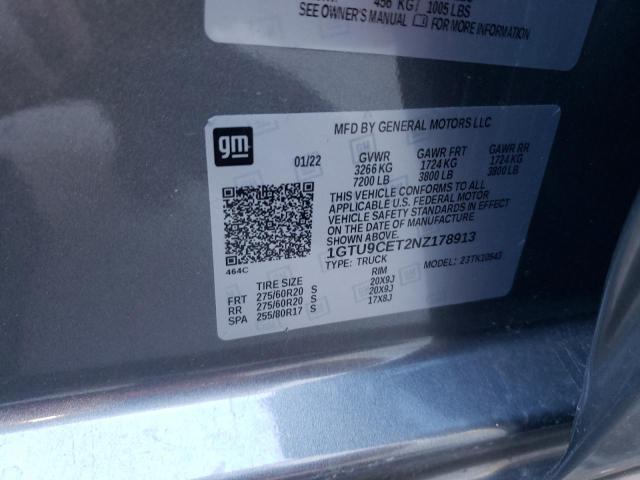 456 KG/ 1005 LBS
SEE OWNER'S MANUAL FOR MORE INFORMATION
gm
MFD BY GENERAL MOTORS LLC
01/22 GVWR GAWR FRT GAWR RR
3266 KG 1724 KG 1724 KG
7200 LB 3800 LB 3800 LB
THIS VEHICLE CONFORMS TO ALL
APPLICABLE U.S. FEDERAL MOTOR
VEHICLE SAFETY STANDARDS IN EFFECT
ON THE DATE OF MANUFACTURE
SHOWN ABOVE.
1GTU9CET2NZ178913
TYPE: TRUCK MODEL: 23TK10543
464C
TIRE SIZE RIM
FRT 275/60R20 S 20X9J
RR 275/60R20 S 20X9J
SPA 255/80R17 S 17X8J